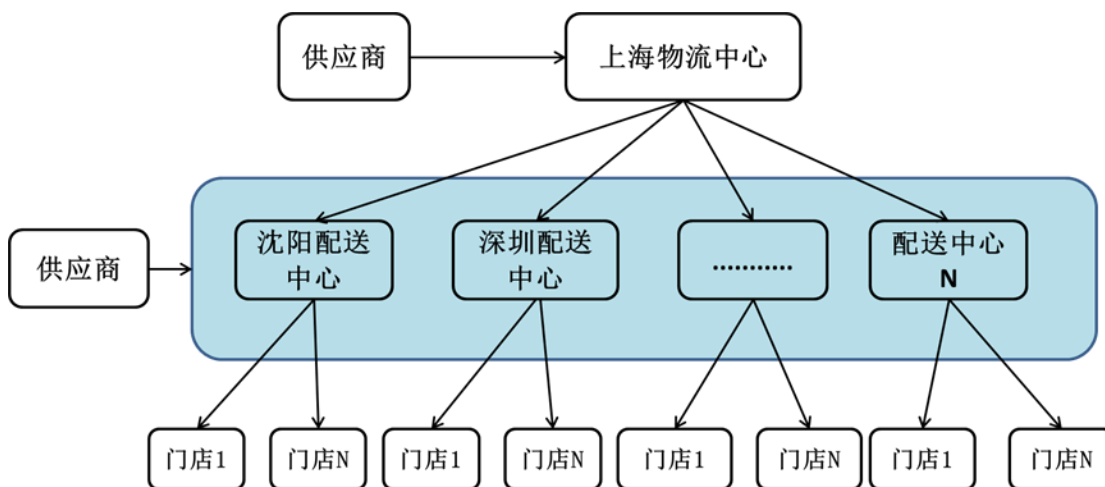 供应商
上海物流中心
供应商
沈阳配送
中心
深圳配送
中心
...........
配送中心
N
门店1
门店N
门店1
门店N
门店1
门店N
门店1
门店N